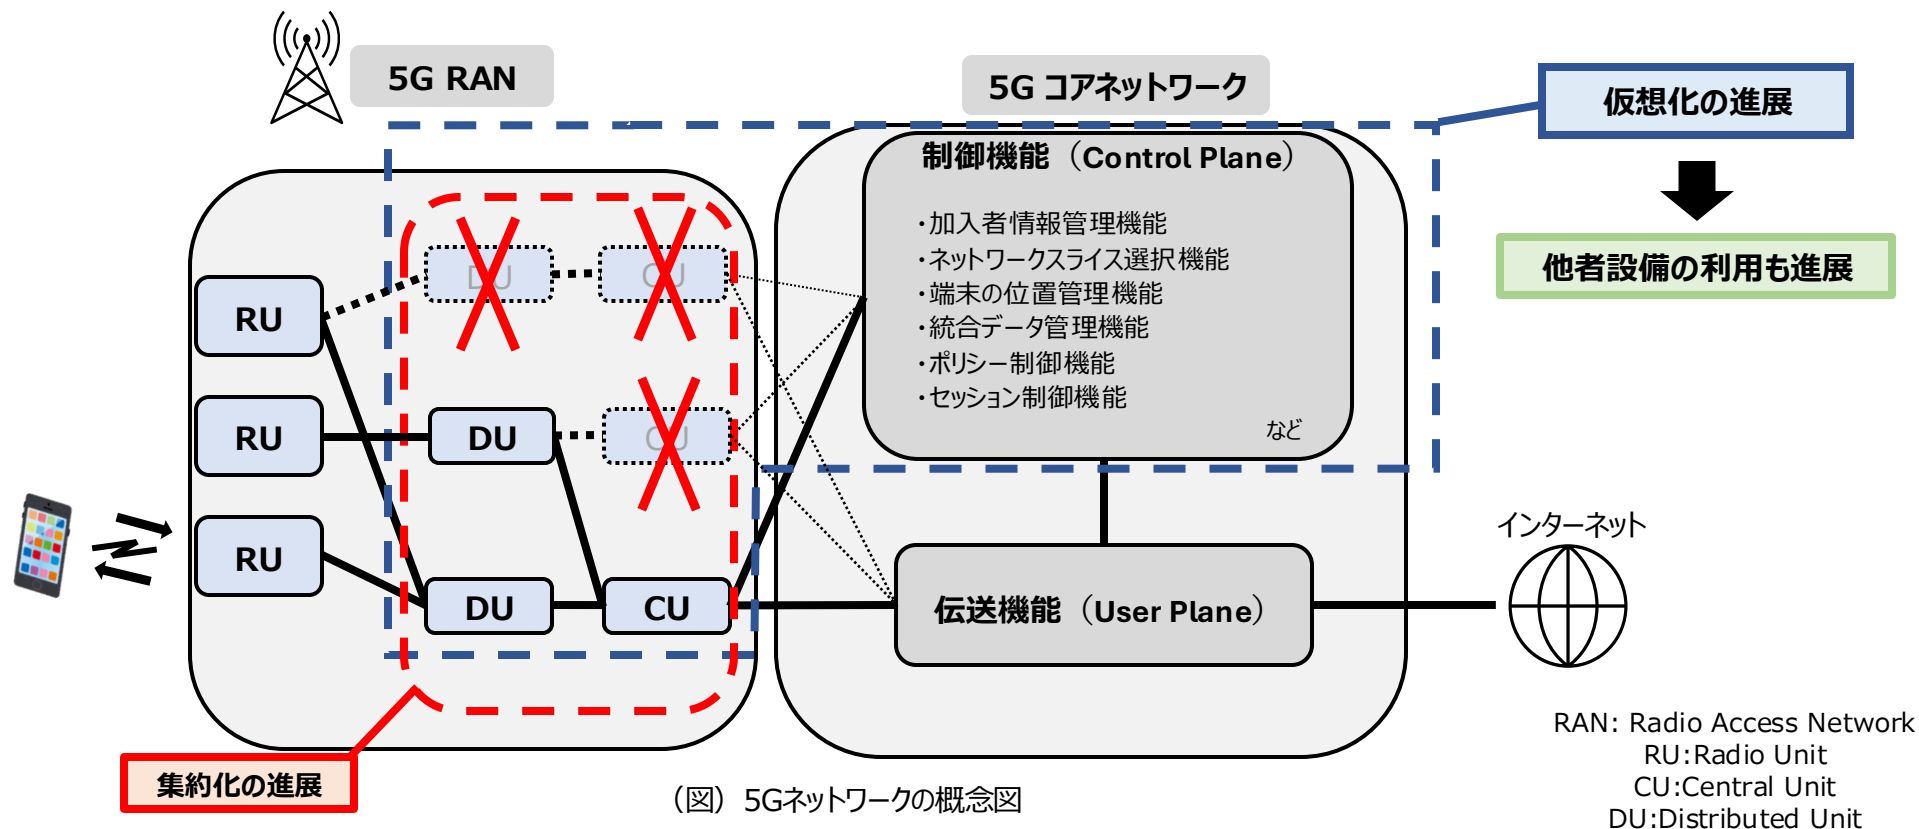 5G RAN
5G コアネットワーク
仮想化の進展
他者設備の利用も進展
制御機能（Control Plane）
・加入者情報管理機能
・ネットワークスライス選択機能
・端末の位置管理機能
・統合データ管理機能
・ポリシー制御機能
・セッション制御機能
など
DU
CU
RU
RU
DU
CU
RU
DU
CU
伝送機能（User Plane）
インターネット
集約化の進展
（図）5Gネットワークの概念図
RAN: Radio Access Network
RU:Radio Unit
CU:Central Unit
DU:Distributed Unit